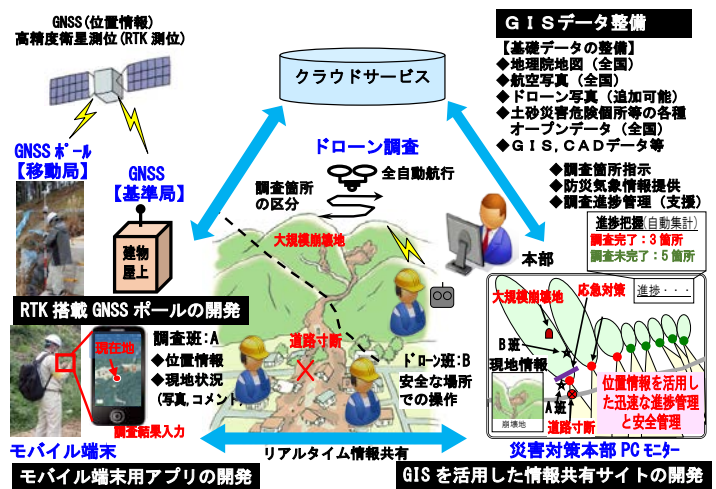 GNSS(位置情報)
高精度衛星測位(RTK 測位)
GNSS ﾎﾟｰﾙ
【移動局】
GNSS
【基準局】
建物
屋上
RTK 搭載 GNSS ポールの開発
クラウドサービス
ドローン調査
全自動航行
調査箇所
の区分
大規模崩壊地
道路寸断
ＧＩＳデータ整備
【基礎データの整備】
◆地理院地図（全国）
◆航空写真（全国）
◆ドローン写真（追加可能）
◆土砂災害危険個所等の各種
オープンデータ（全国）
◆ＧＩＳ,ＣＡＤデータ等
◆調査箇所指示
◆防災気象情報提供
◆調査進捗管理（支援）
本部
進捗把握(自動集計)
調査完了：３箇所
調査未完了：５箇所
進捗・・・
大規模崩壊地
応急対策
B 班
現地情報
崩壊地
A 班
道路寸断
位置情報を活用し
た迅速な進捗管理
と安全管理
災害対策本部 PC ﾓﾆﾀｰ
GIS を活用した情報共有サイトの開発
現在地
調査班：A
◆位置情報
◆現地状況
(写真,コメント)
調査結果入力
モバイル端末
モバイル端末用アプリの開発
ﾄﾞﾛｰﾝ班：B
安全な場所
での操作
リアルタイム情報共有